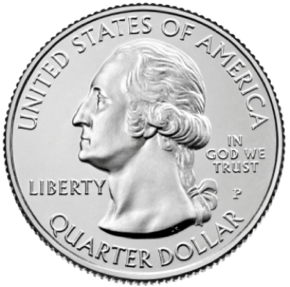 UNITED STATES OF AMERICA
LIBERTY
IN
GOD WE
TRUST
P
QUARTER DOLLAR